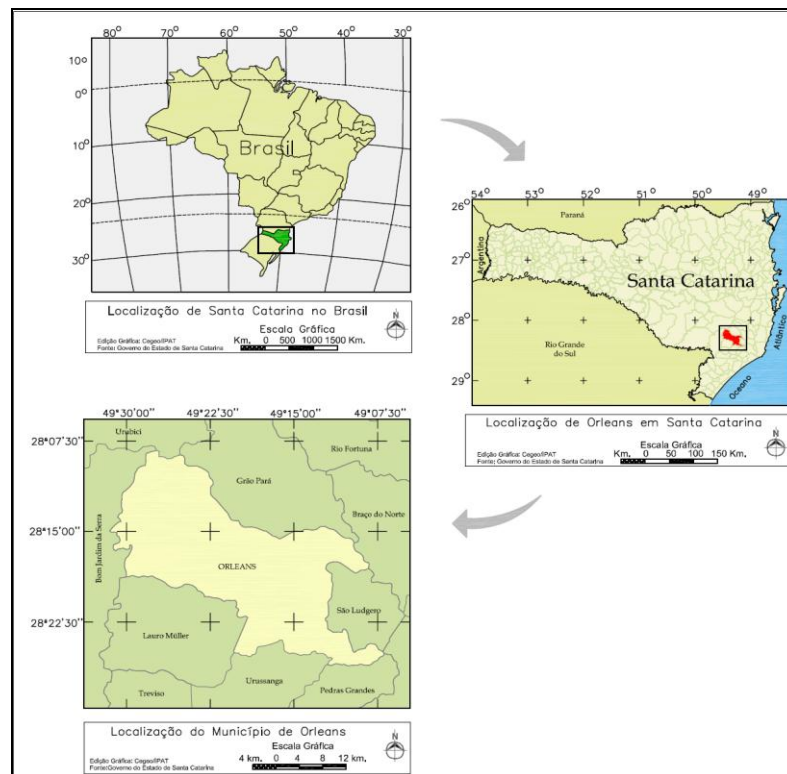 80° 70° 60° 50° 40° 30°
10°
0°
10°
20°
30°
Brasil
Localização de Santa Catarina no Brasil
Escala Gráfica
N
Edição Gráfica: Cegeo/IPAT
Fonte: Governo do Estado de Santa Catarina
Km. 0 500 1000 1500 Km.
54° 53° 52° 51° 50° 49°
26°
27°
28°
29°
Paraná
Argentina
Santa Catarina
Rio Grande
do Sul
Oceano
Atlântico
Localização de Orleans em Santa Catarina
Escala Gráfica
N
Edição Gráfica: Cegeo/IPAT
Fonte: Governo do Estado de Santa Catarina
Km. 0 50 100 150 Km.
49°30'00" 49°22'30" 49°15'00" 49°07'30"
28°07'30"
28°15'00"
28°22'30"
Urubici
Rio Fortuna
Grão Pará
Braço do Norte
Bom Jardim da Serra
ORLEANS
São Ludgero
Lauro Müller
Urussanga
Treviso
Pedras Grandes
Localização do Município de Orleans
Escala Gráfica
N
Edição Gráfica: Cegeo/IPAT
Fonte:Governo do Estado de Santa Catarina
4 km. 0 4 8 12 km